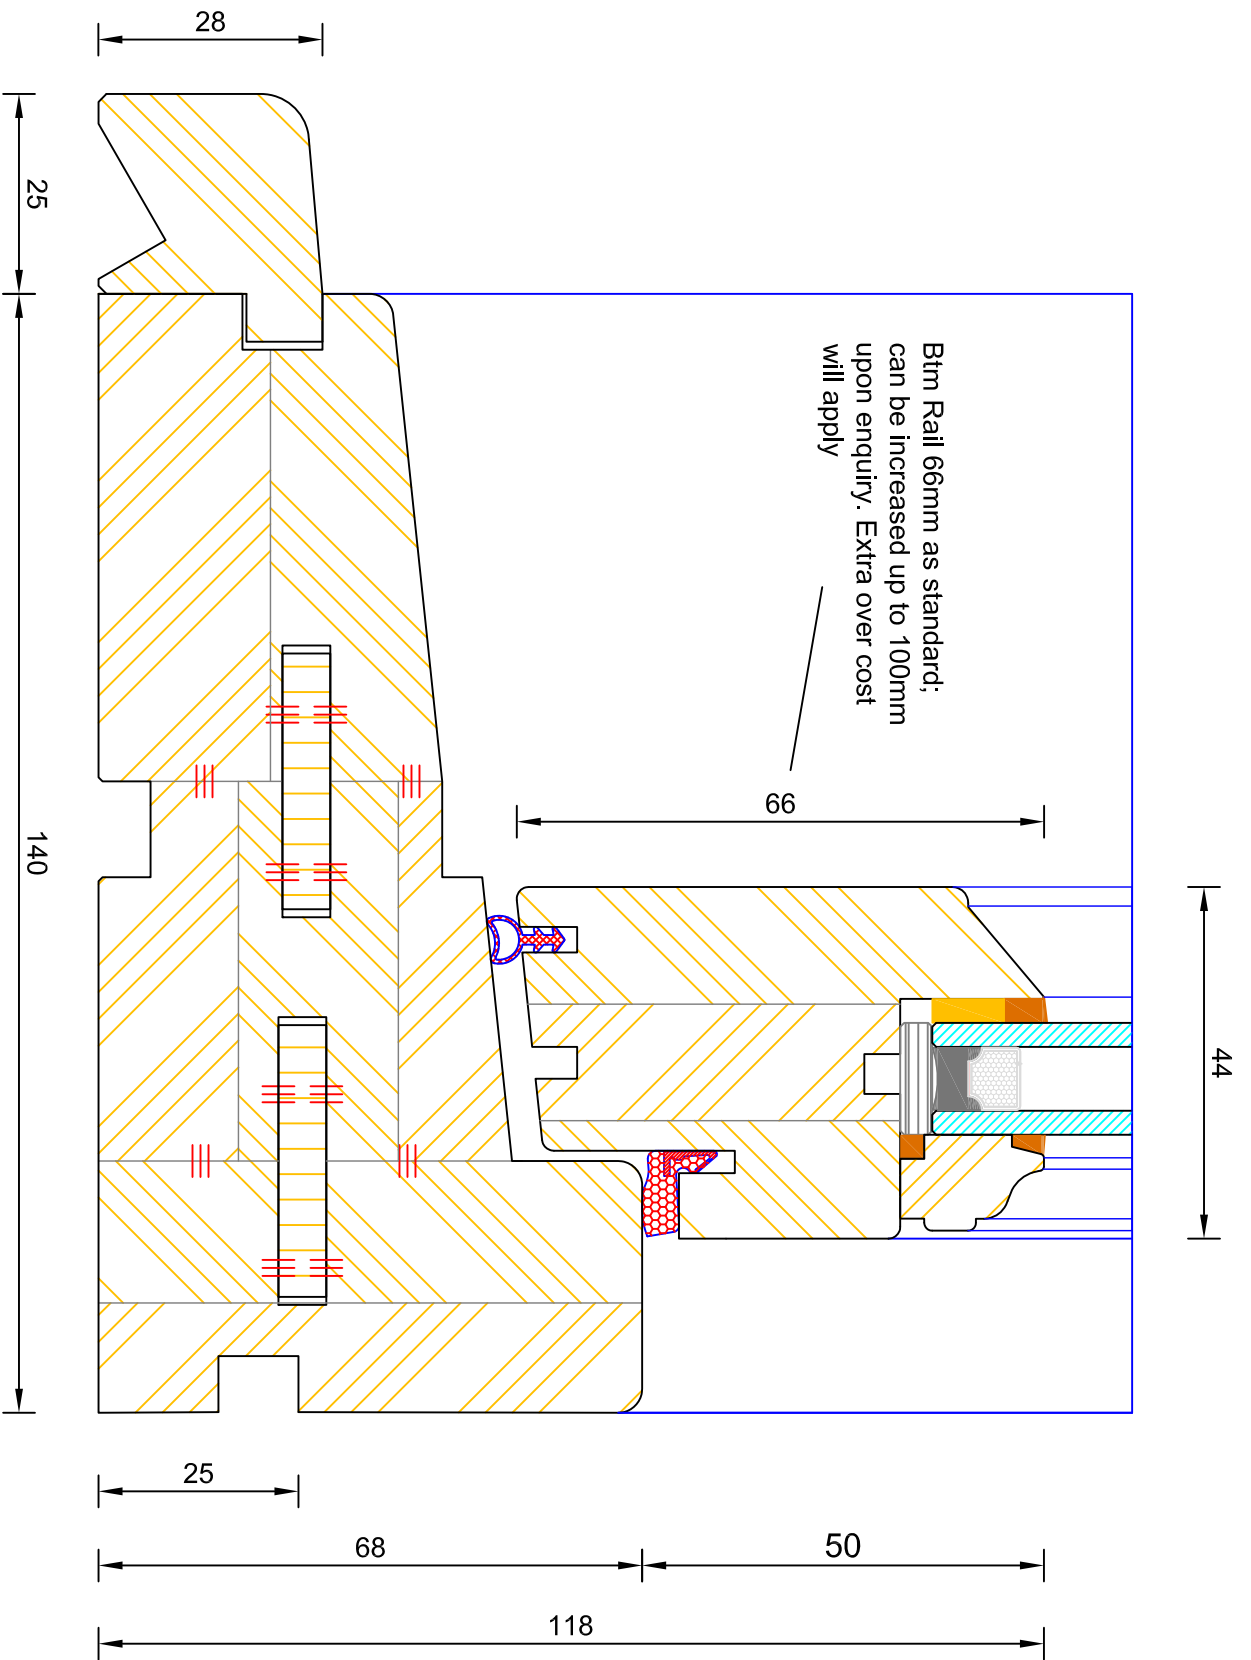 28
25
Btm Rail 66mm as standard;
can be increased up to 100mm
upon enquiry. Extra over cost
will apply
66
140
44
25
68
50
118